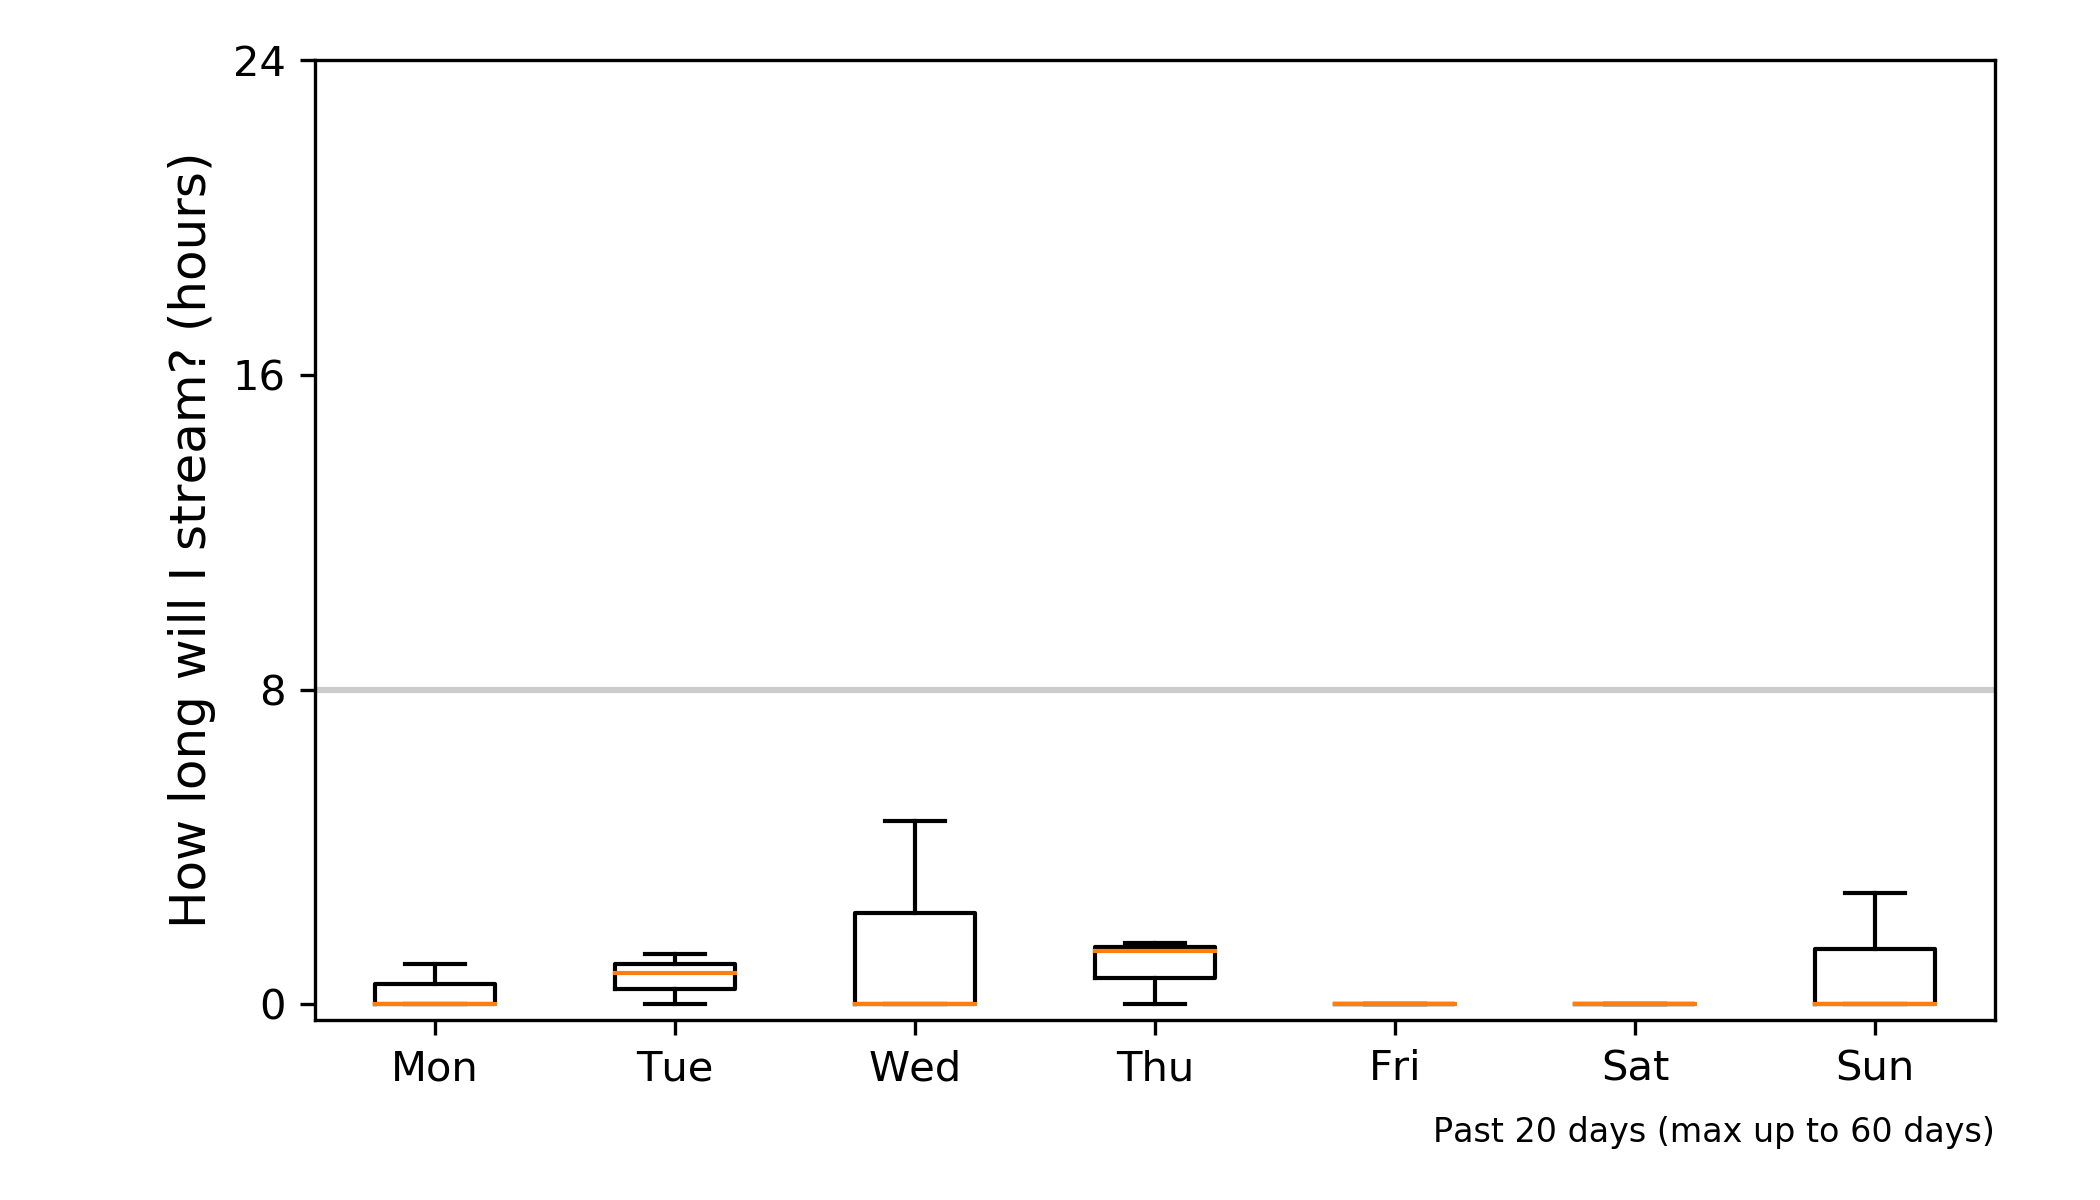 How long will I stream? (hours)
24
16
8
0
Mon Tue Wed Thu Fri Sat Sun
Past 20 days (max up to 60 days)